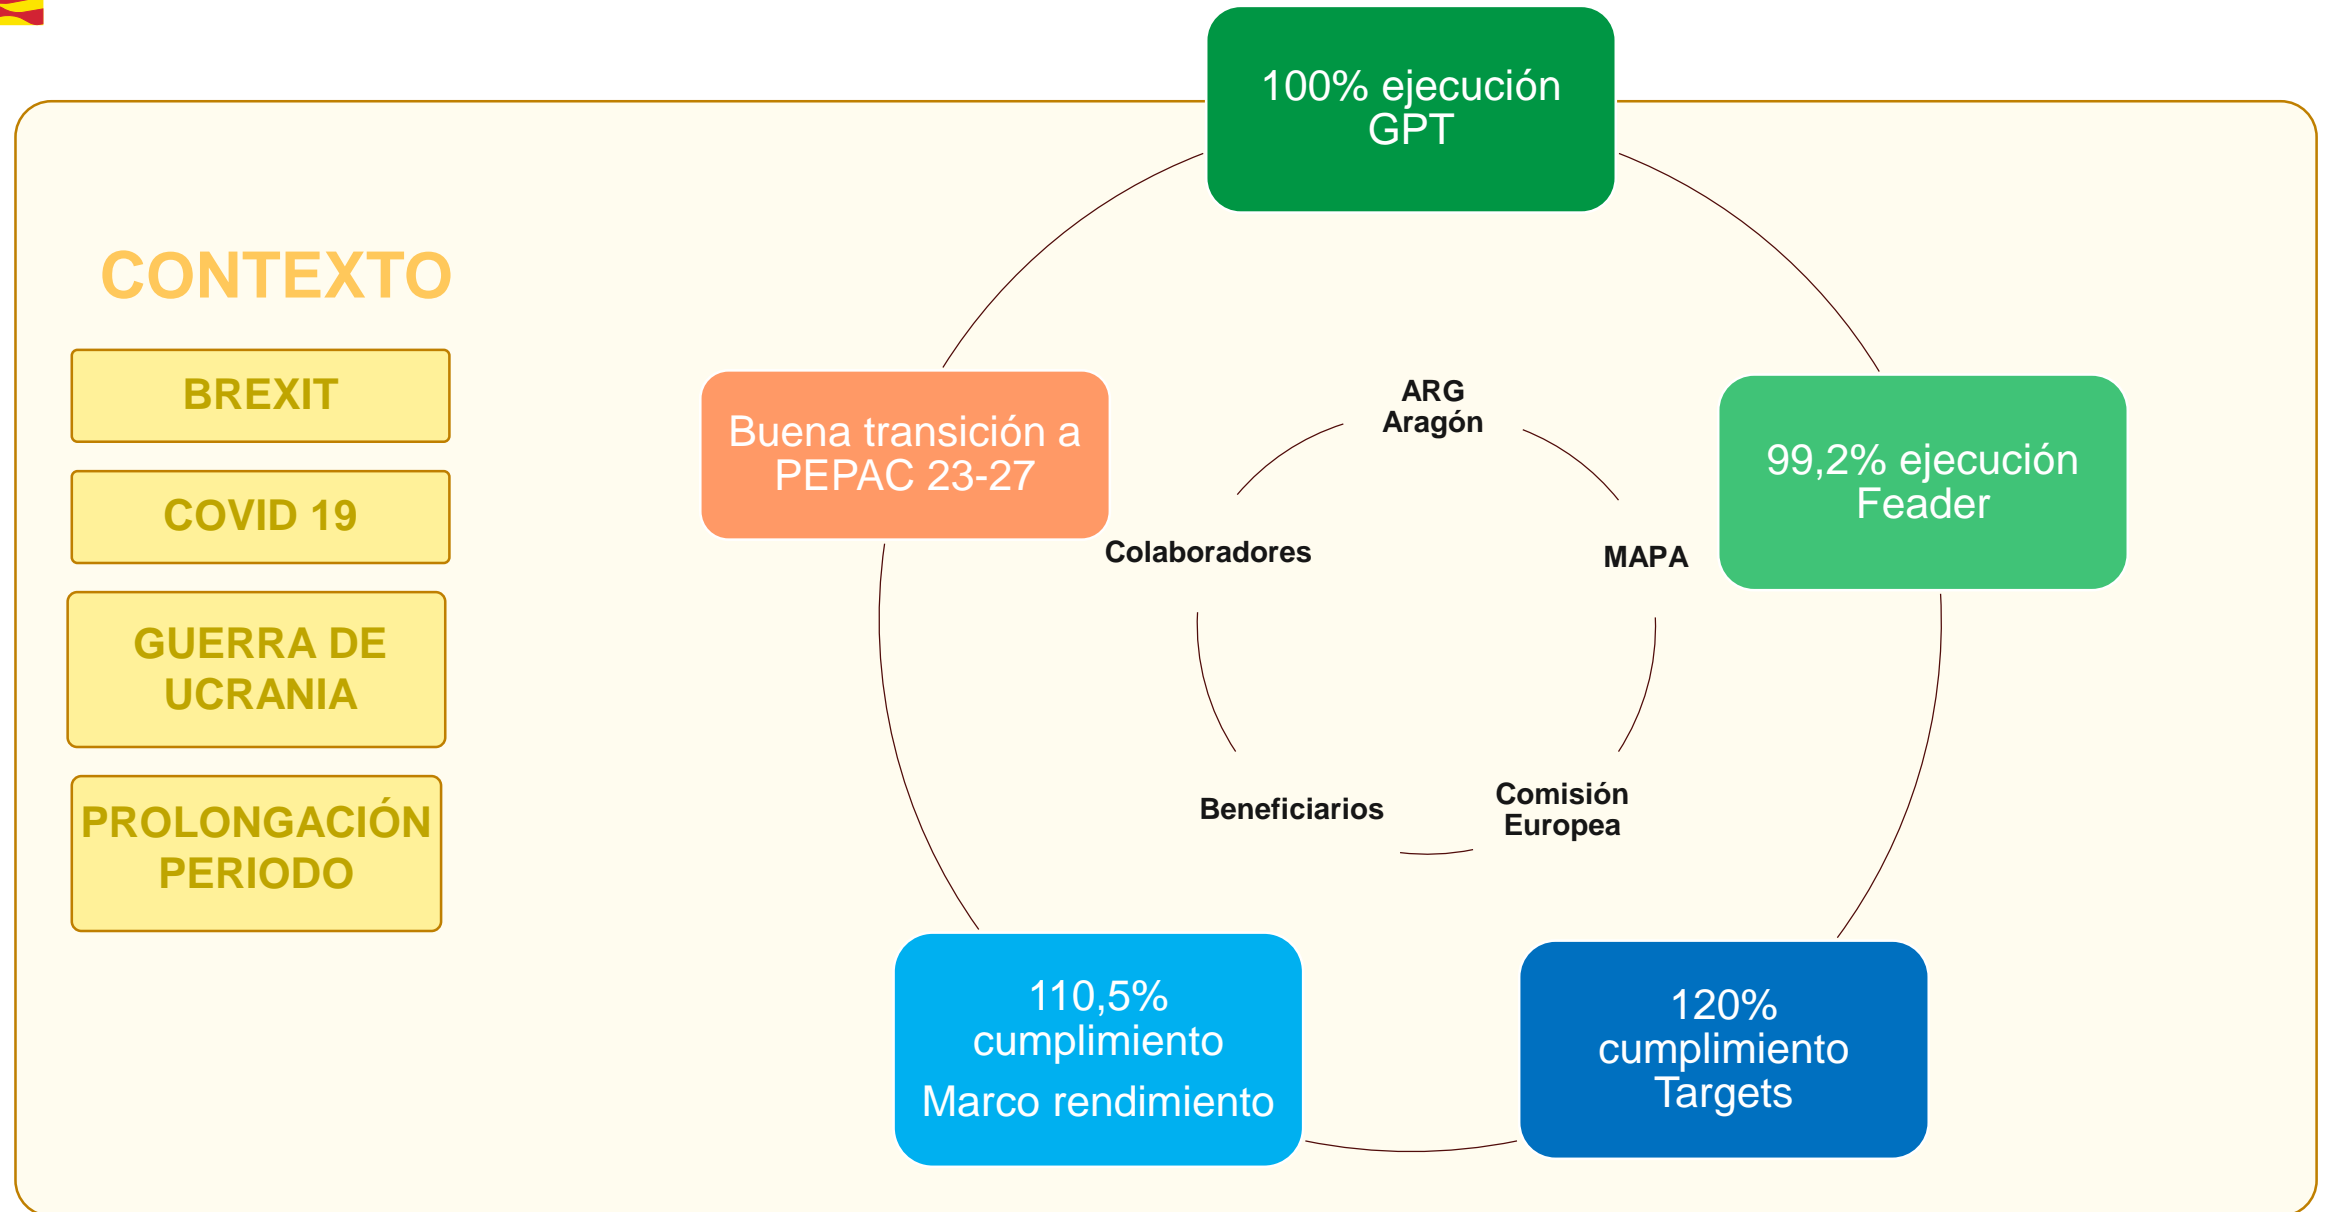 CONTEXTO
BREXIT
COVID 19
GUERRA DE
UCRANIA
PROLONGACIÓN
PERIODO
100% ejecución
GPT
99,2% ejecución
Feader
120%
cumplimiento
Targets
110,5%
cumplimiento
Marco rendimiento
Buena transición a
PEPAC 23-27
ARG
Aragón
MAPA
Comisión
Europea
Beneficiarios
Colaboradores